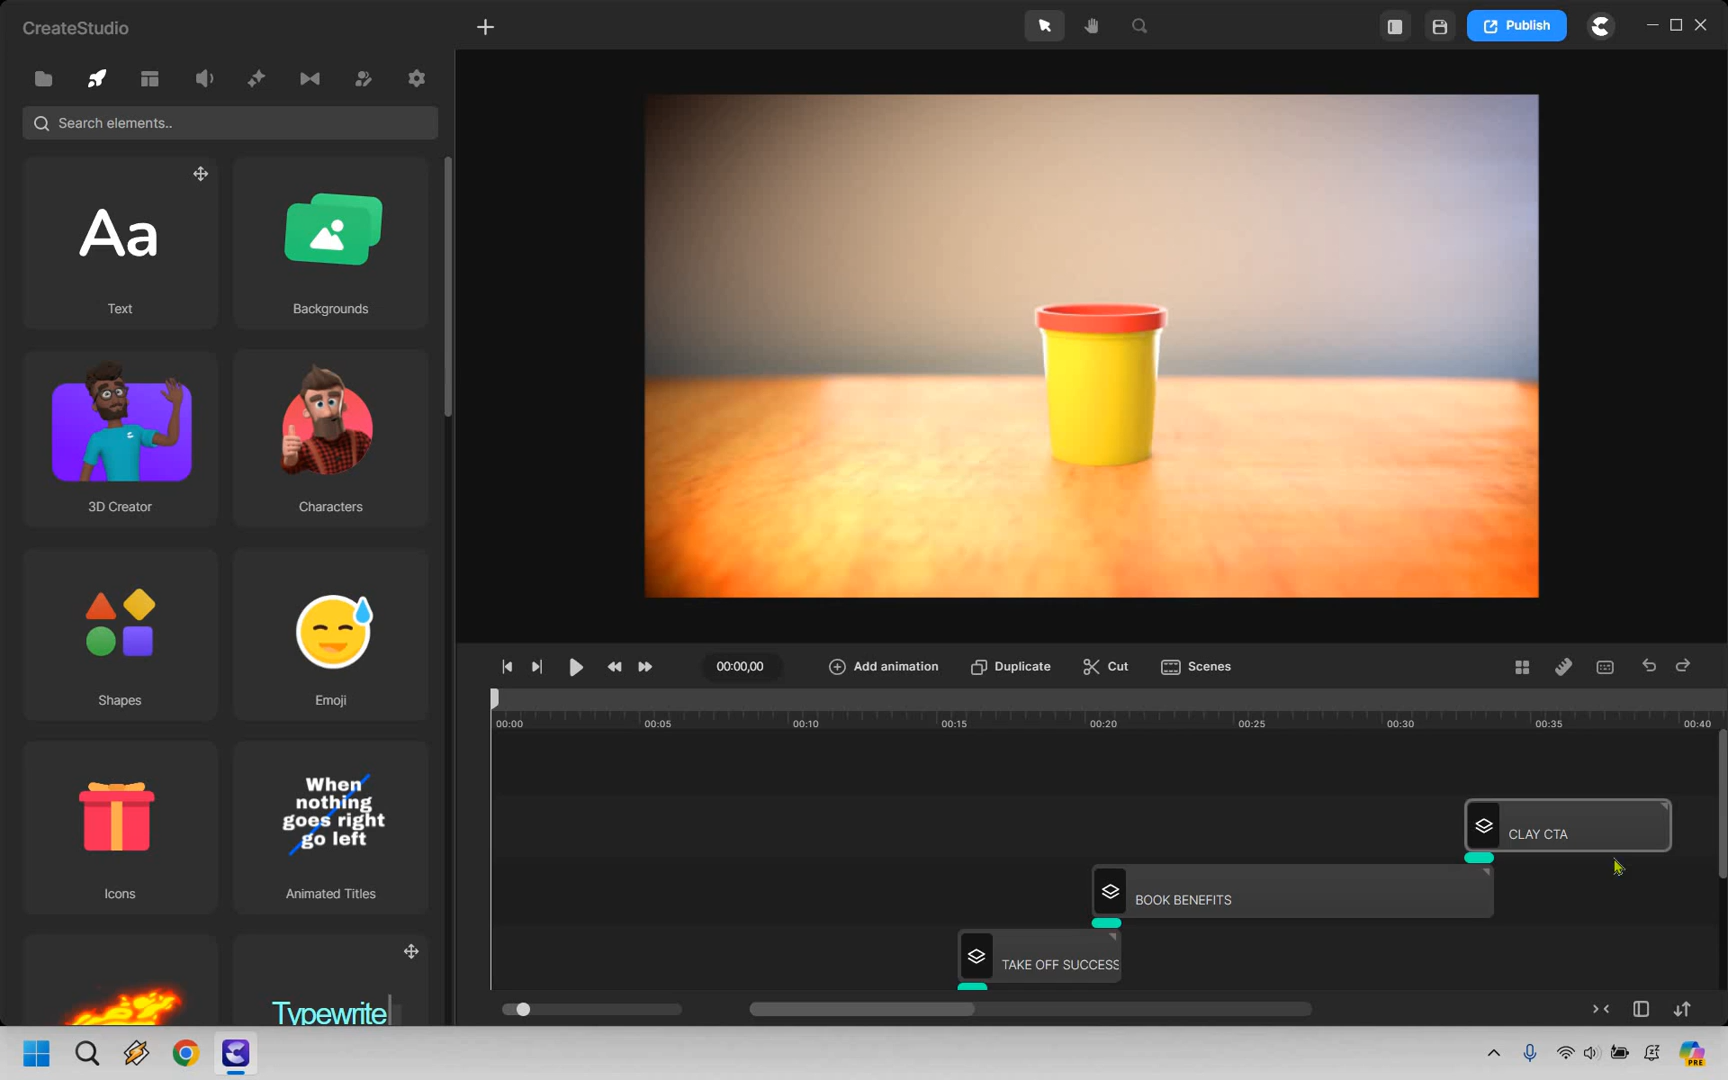 CreateStudio
Publish
Search elements..
Aa
Text
Backgrounds
3D Creator
Characters
Shapes
Emoji
Icons
When
nothing
goes right
go left
Animated Titles
Typewrite
00:00,00
Add animation
Duplicate
Cut
Scenes
00:00
00:05
00:10
00:15
00:20
00:25
00:30
00:35
00:40
CLAY CTA
BOOK BENEFITS
TAKE OFF SUCCESS
PRE